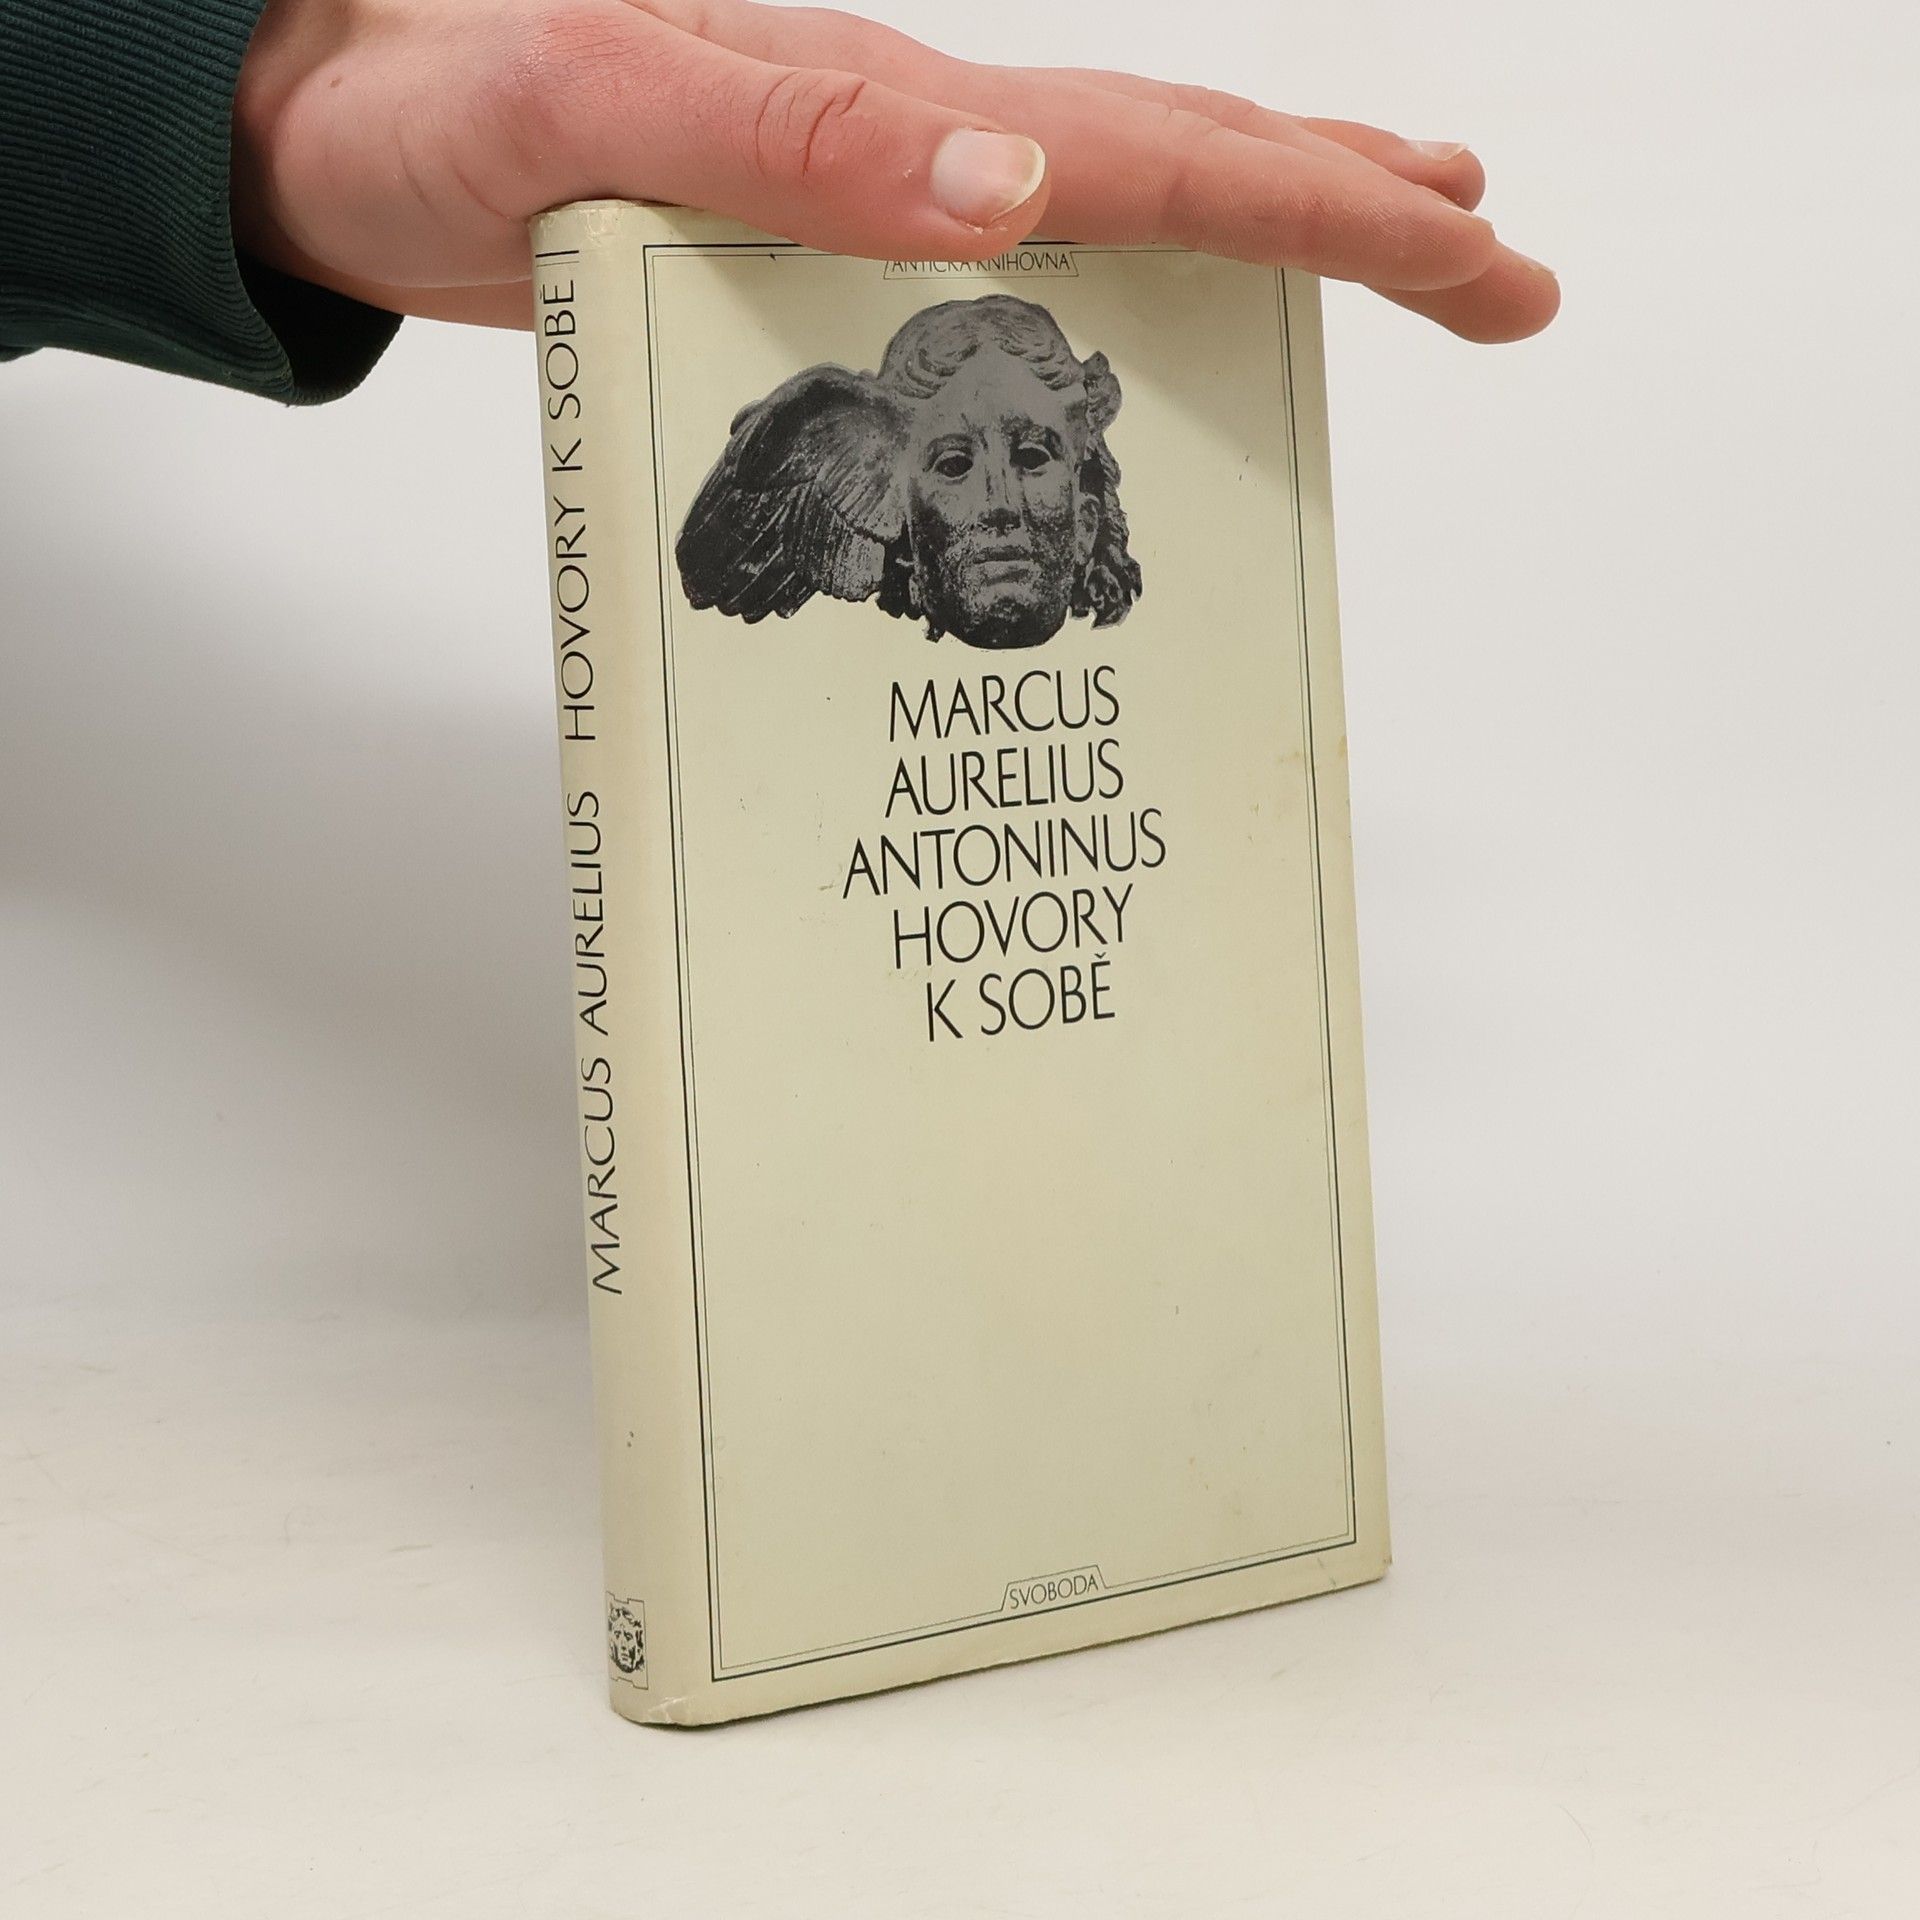 MARCUS AURELIUS HOVORY K SOBĚ
ANTICKÁ KNIHOVNA
MARCUS
AURELIUS
ANTONINUS
HOVORY
K SOBĚ
SVOBODA